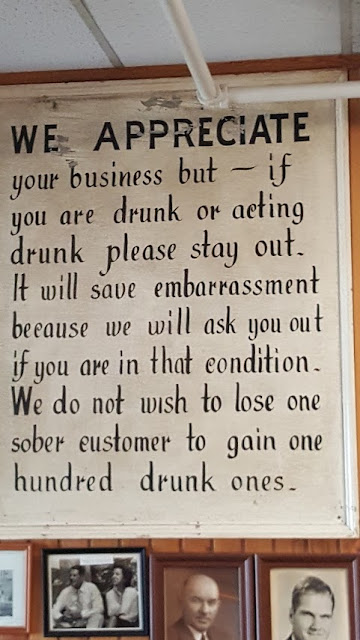 WE APPRECIATE
your business but — if
you are drunk or acting
drunk please stay out.
It will save embarrassment
because we will ask you out
if you are in that condition.
We do not wish to lose one
sober customer to gain one
hundred drunk ones.